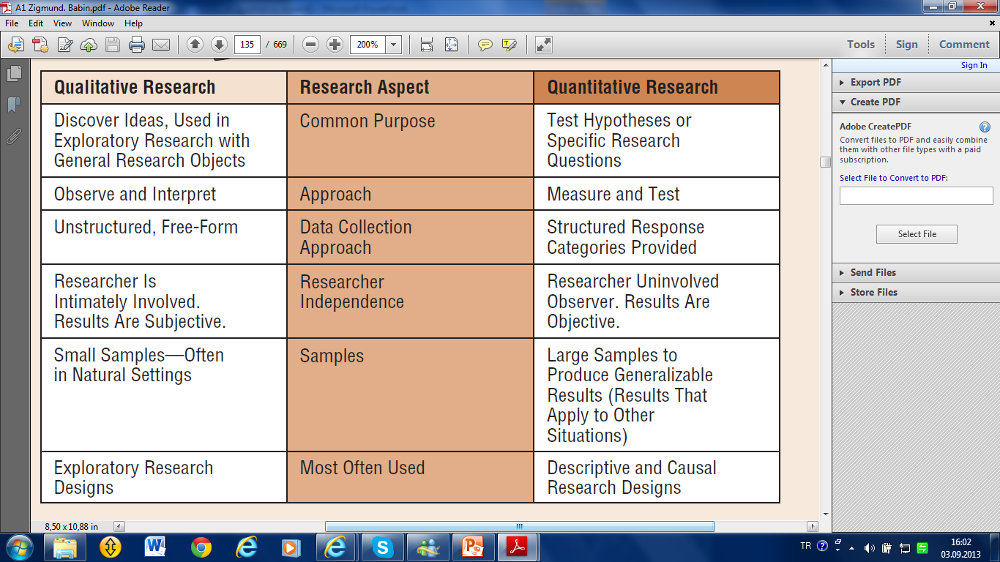 A1 Zigmund. Babin.pdf - Adobe Reader
File Edit View Window Help
135 / 669 200% Tools Sign Comment
Sign In
Qualitative Research Research Aspect Quantitative Research
Discover Ideas, Used in
Exploratory Research with
General Research Objects
Common Purpose
Test Hypotheses or
Specific Research
Questions
Observe and Interpret
Approach
Measure and Test
Unstructured, Free-Form
Data Collection
Approach
Structured Response
Categories Provided
Researcher Is
Intimately Involved.
Results Are Subjective.
Researcher
Independence
Researcher Uninvolved
Observer. Results Are
Objective.
Small Samples—Often
in Natural Settings
Samples
Large Samples to
Produce Generalizable
Results (Results That
Apply to Other
Situations)
Exploratory Research
Designs
Most Often Used
Descriptive and Causal
Research Designs
Export PDF
Create PDF
Adobe CreatePDF
Convert files to PDF and easily combine
them with other file types with a paid
subscription.
Select File to Convert to PDF:
Select File
Send Files
Store Files
8,50 x 10,88 in
TR
16:02
03.09.2013